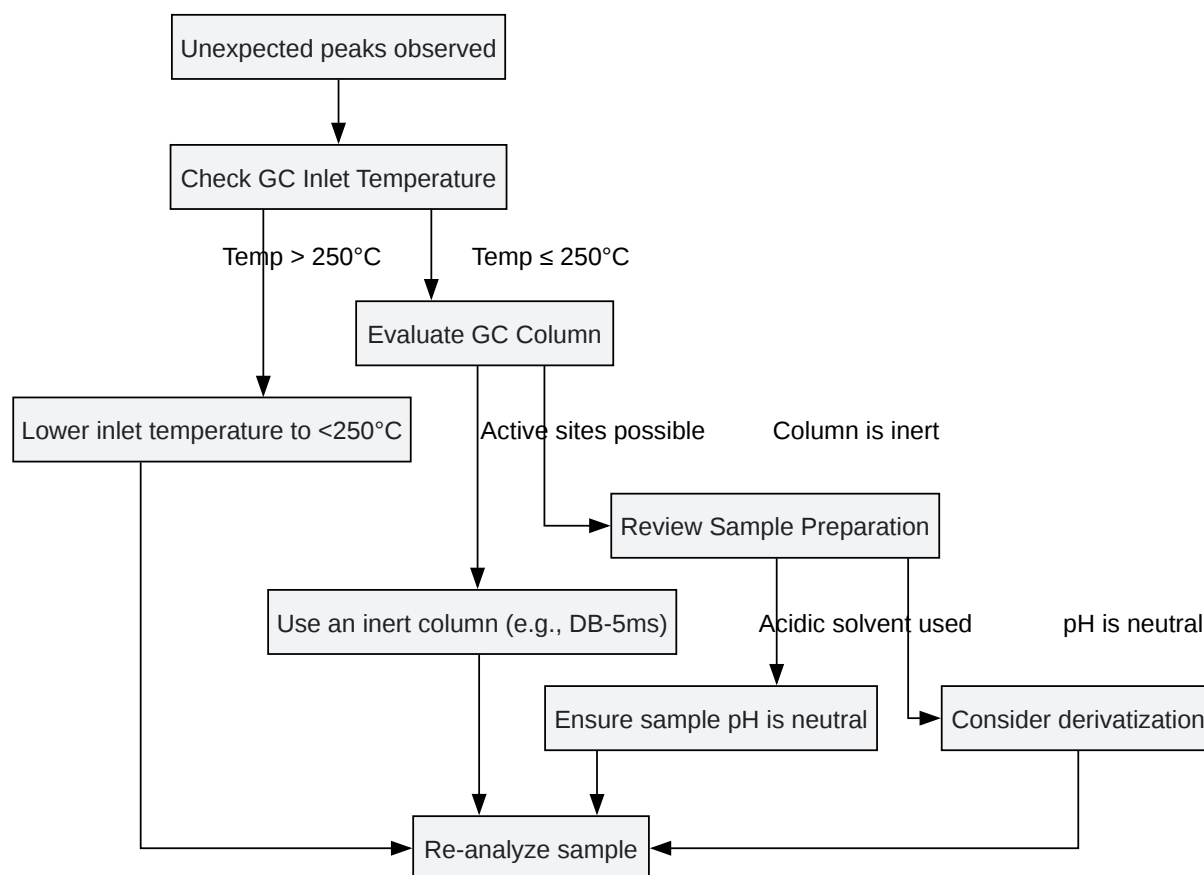 Unexpected peaks observed
Check GC Inlet Temperature
Temp > 250°C
Temp ≤ 250°C
Evaluate GC Column
Lower inlet temperature to <250°C
Active sites possible
Column is inert
Review Sample Preparation
Use an inert column (e.g., DB-5ms)
Acidic solvent used
pH is neutral
Ensure sample pH is neutral
Consider derivatization
Re-analyze sample